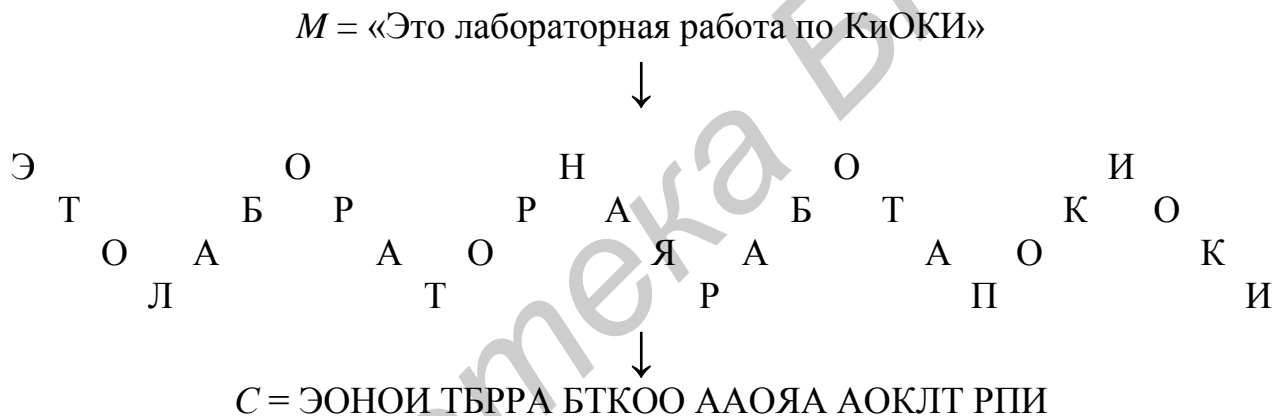 M = «Это лабораторная работа по КиОКИ»
Э О Н О И
Т Б Р Р А Б Т К О
О А А О Я А А О К
Л Т Р П И
C = ЭОНОИ ТБРРА БТКОО ААОЯА АОКЛТ РПИ